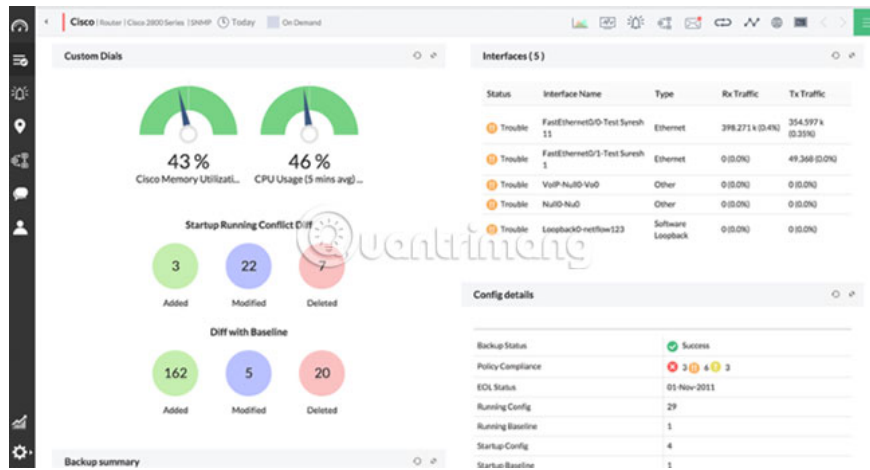 Cisco | Router | Cisco 2800 Series | SNMP Today On Demand
Custom Dials
43 %
Cisco Memory Utilizati...
46 %
CPU Usage (5 mins avg)...
Startup Running Conflict Diff
3
22
7
Added
Modified
Deleted
Diff with Baseline
162
5
20
Added
Modified
Deleted
Backup summary
Interfaces ( 5 )
Status Interface Name Type Rx Traffic Tx Traffic
Trouble FastEthernet0/0-Test Syresh 11 Ethernet 398.271 k (0.4%) 354.597 k (0.35%)
Trouble FastEthernet0/1-Test Suresh 1 Ethernet 0 (0.0%) 49.368 (0.0%)
Trouble VoIP-Null0-Vo0 Other 0 (0.0%) 0 (0.0%)
Trouble Null0-Nu0 Other 0 (0.0%) 0 (0.0%)
Trouble Loopback0-netflow123 Software Loopback 0 (0.0%) 0 (0.0%)
Config details
Backup Status Success
Policy Compliance 3 6 3
EOL Status 01-Nov-2011
Running Config 29
Running Baseline 1
Startup Config 4
Startup Baseline 1
Quantrimang